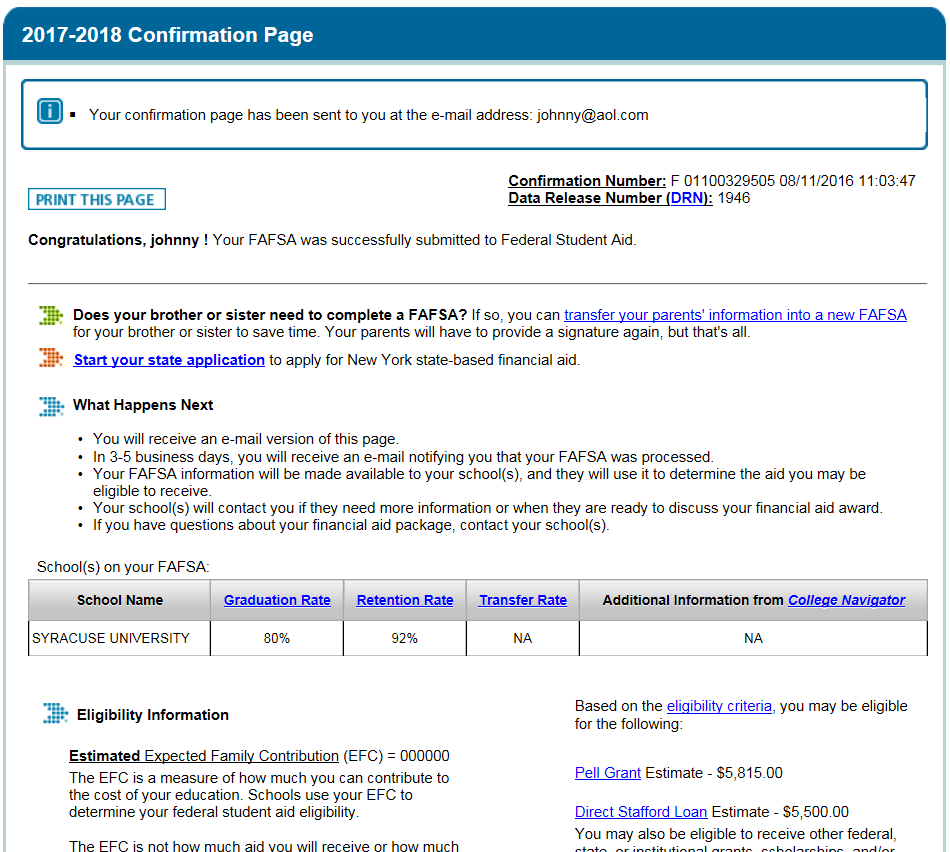 2017-2018 Confirmation Page
i
▪ Your confirmation page has been sent to you at the e-mail address: johnny@aol.com
PRINT THIS PAGE
Confirmation Number: F 01100329505 08/11/2016 11:03:47
Data Release Number (DRN): 1946
Congratulations, johnny ! Your FAFSA was successfully submitted to Federal Student Aid.
Does your brother or sister need to complete a FAFSA? If so, you can transfer your parents' information into a new FAFSA
for your brother or sister to save time. Your parents will have to provide a signature again, but that's all.
Start your state application to apply for New York state-based financial aid.
What Happens Next
• You will receive an e-mail version of this page.
• In 3-5 business days, you will receive an e-mail notifying you that your FAFSA was processed.
• Your FAFSA information will be made available to your school(s), and they will use it to determine the aid you may be
eligible to receive.
• Your school(s) will contact you if they need more information or when they are ready to discuss your financial aid award.
• If you have questions about your financial aid package, contact your school(s).
School(s) on your FAFSA:
School Name Graduation Rate Retention Rate Transfer Rate Additional Information from College Navigator
SYRACUSE UNIVERSITY 80% 92% NA NA
Eligibility Information
Estimated Expected Family Contribution (EFC) = 000000
The EFC is a measure of how much you can contribute to
the cost of your education. Schools use your EFC to
determine your federal student aid eligibility.
The EFC is not how much aid you will receive or how much
Based on the eligibility criteria, you may be eligible
for the following:
Pell Grant Estimate - $5,815.00
Direct Stafford Loan Estimate - $5,500.00
You may also be eligible to receive other federal,
state, or institutional grants, scholarships, and/or